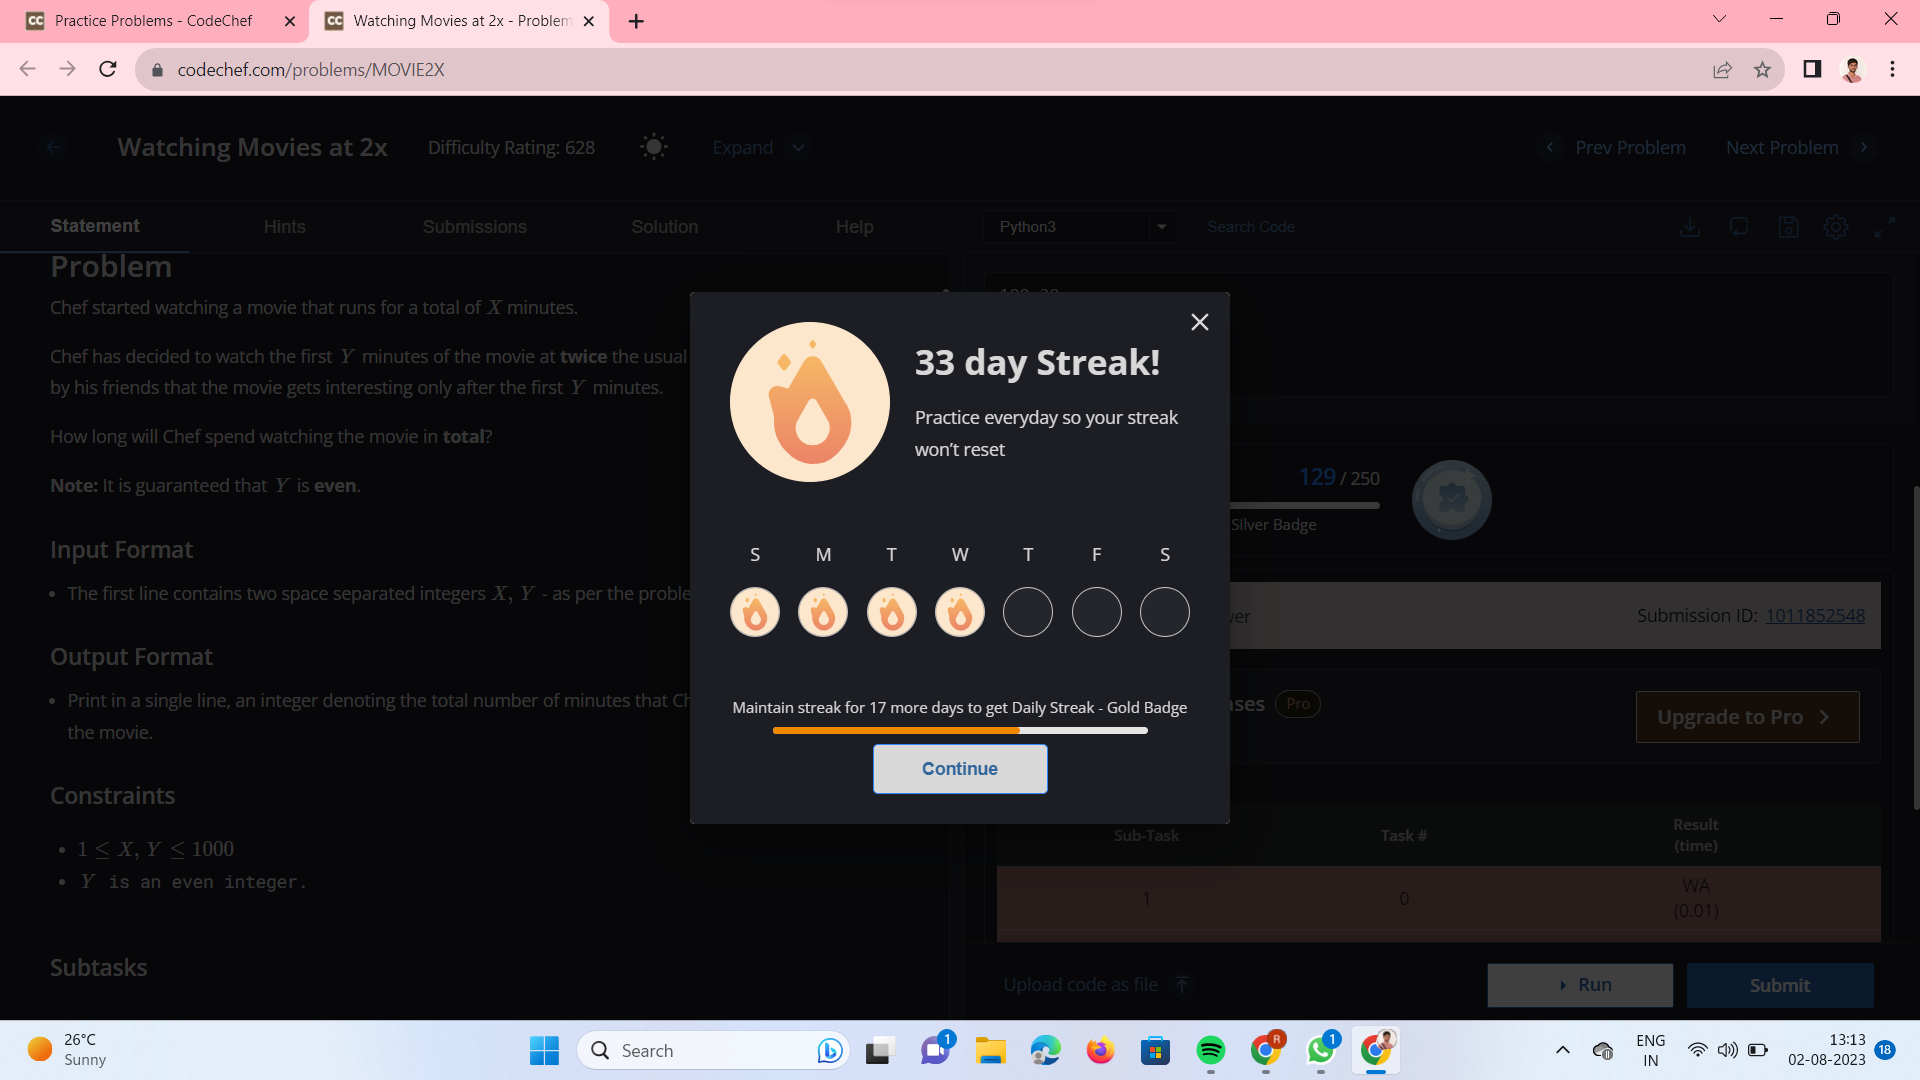 Practice Problems - CodeChef
Watching Movies at 2x - Problem
codechef.com/problems/MOVIE2X
Watching Movies at 2x
Difficulty Rating: 628
Expand
Prev Problem
Next Problem
Statement
Hints
Submissions
Solution
Help
Python3
Search Code
Problem
Chef started watching a movie that runs for a total of X minutes.
Chef has decided to watch the first Y minutes of the movie at twice the usual
by his friends that the movie gets interesting only after the first Y minutes.
How long will Chef spend watching the movie in total?
Note: It is guaranteed that Y is even.
Input Format
• The first line contains two space separated integers X, Y - as per the proble
Output Format
• Print in a single line, an integer denoting the total number of minutes that Ch
the movie.
Constraints
• 1 ≤ X, Y ≤ 1000
• Y is an even integer.
Subtasks
33 day Streak!
Practice everyday so your streak
won't reset
S M T W T F S
Maintain streak for 17 more days to get Daily Streak - Gold Badge
Continue
129 / 250
Silver Badge
wer
Submission ID: 1011852548
ases
Pro
Upgrade to Pro
Sub-Task
Task #
Result
(time)
1
0
WA
(0.01)
Upload code as file
Run
Submit
26°C
Sunny
Search
1
R
1
ENG
IN
13:13
02-08-2023
18